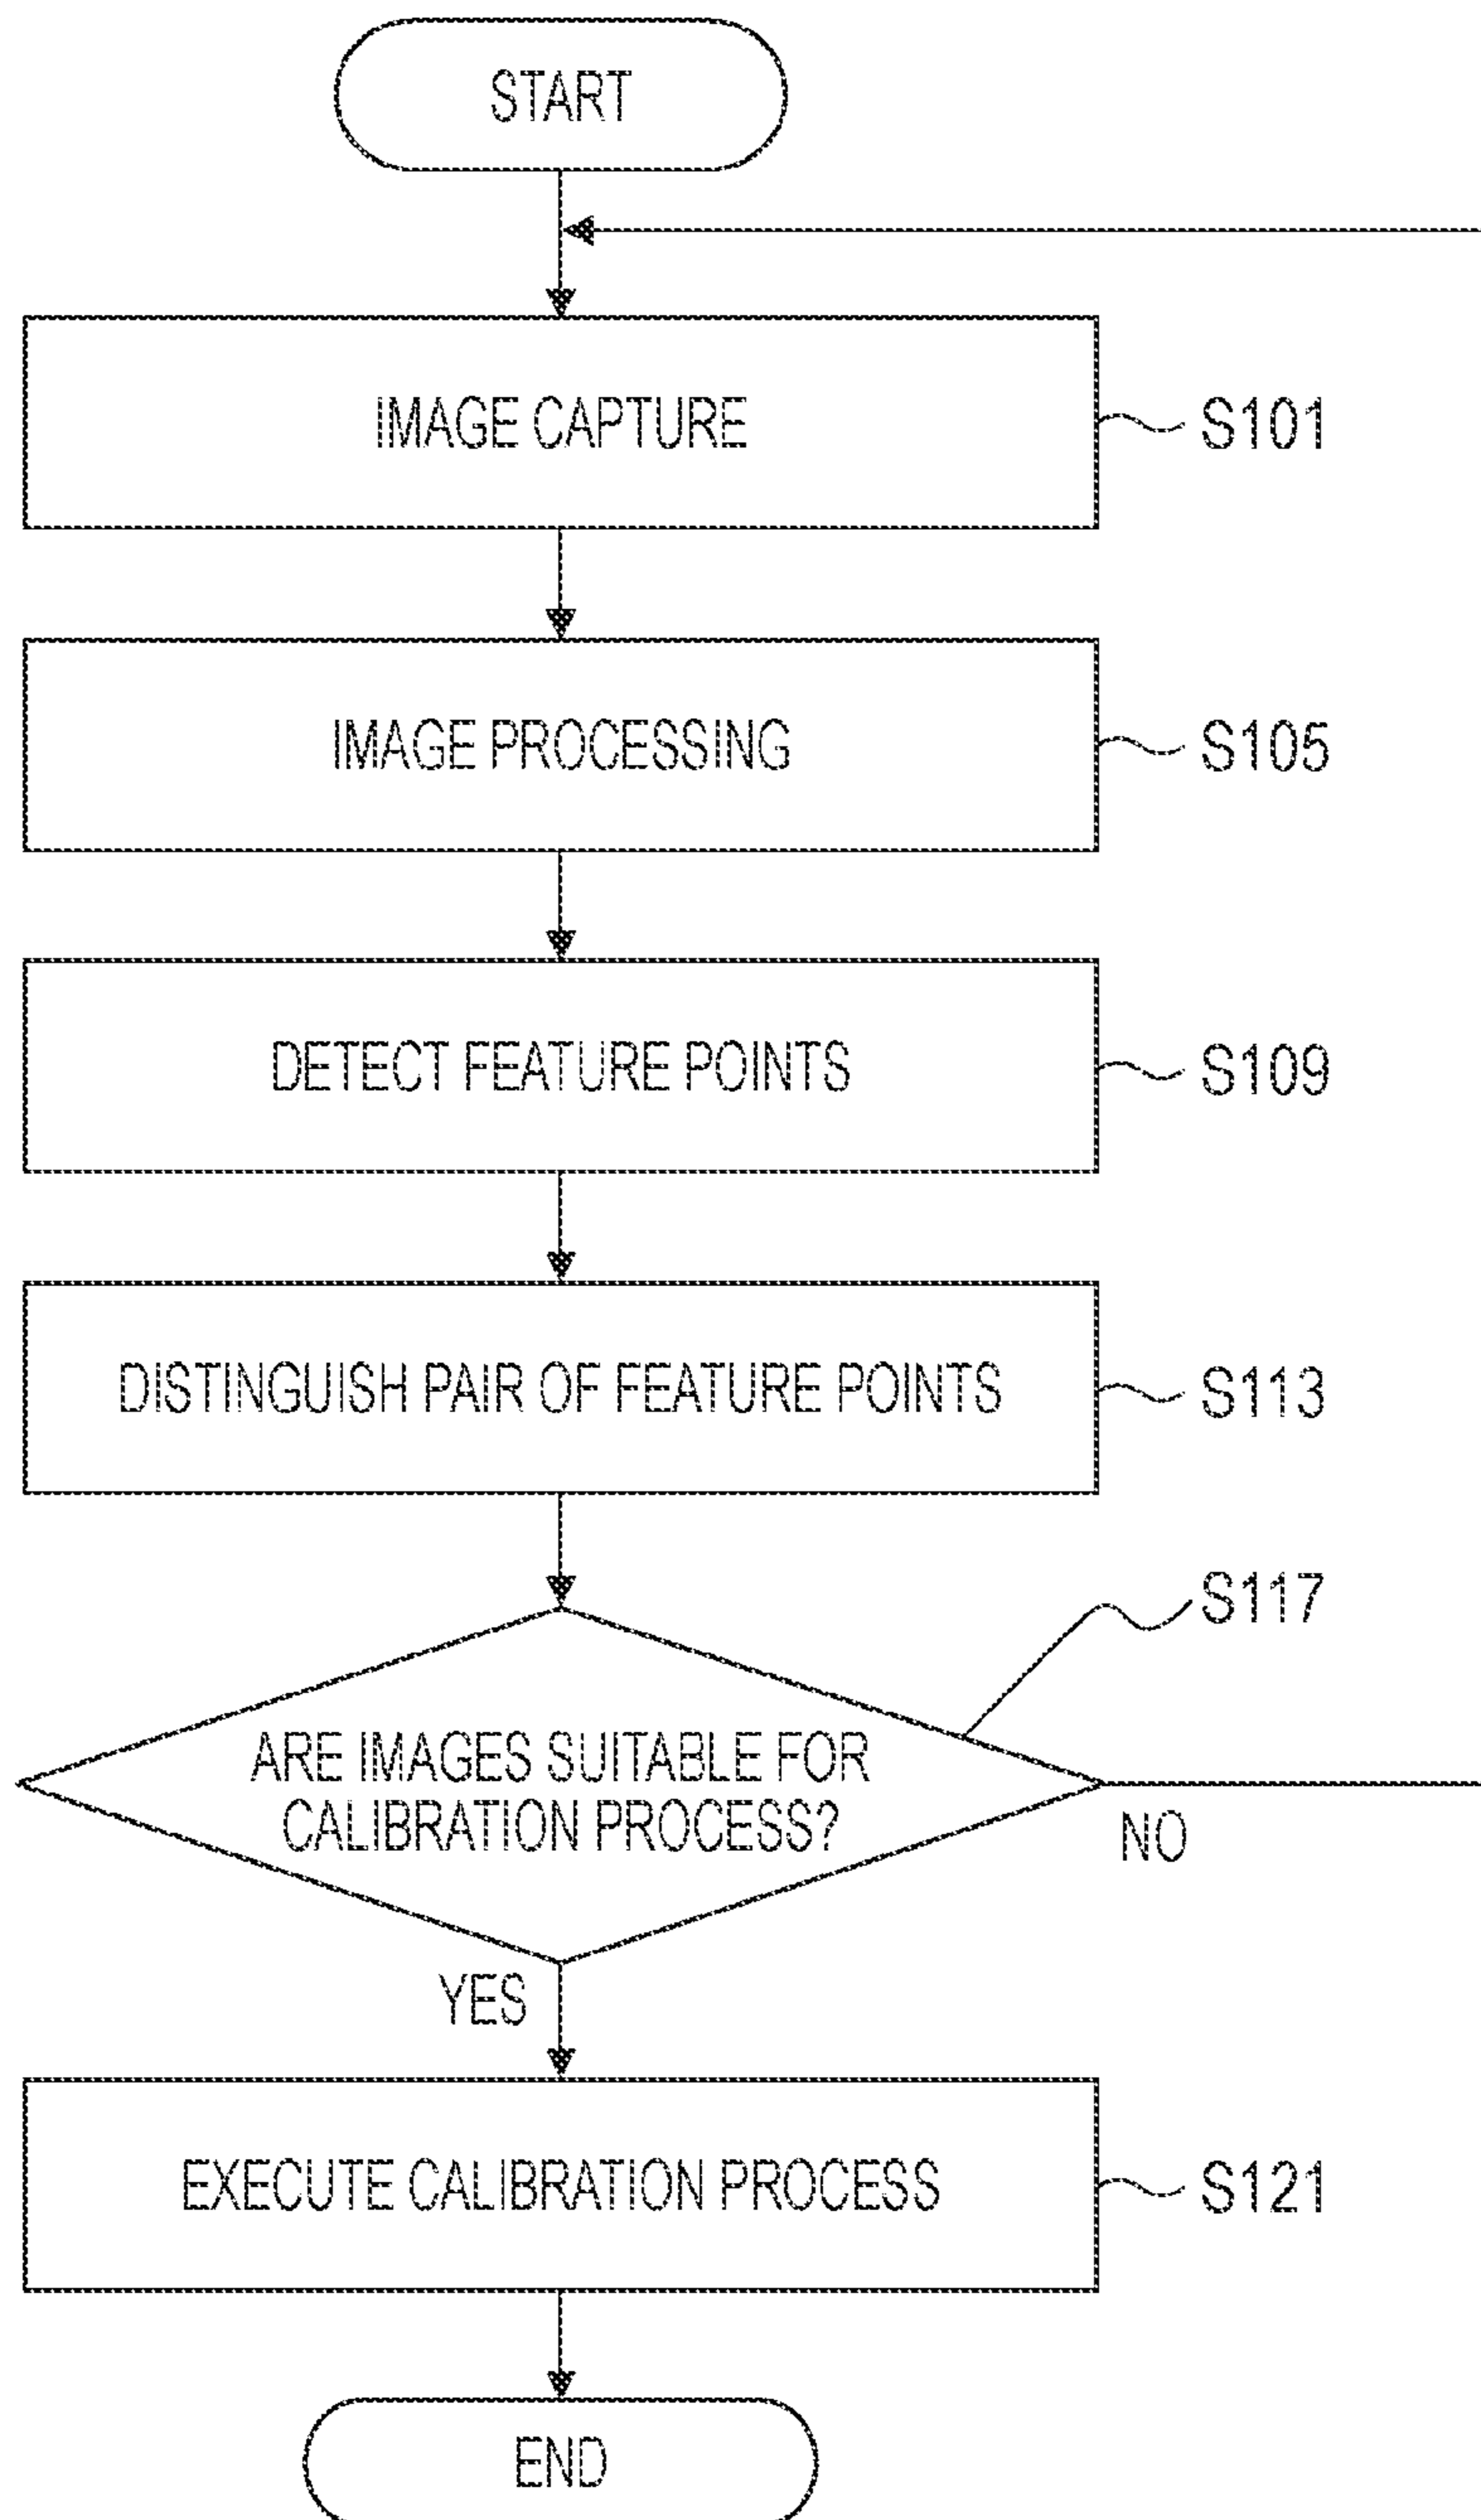 START
IMAGE CAPTURE
S101
IMAGE PROCESSING
S105
DETECT FEATURE POINTS
S109
DISTINGUISH PAIR OF FEATURE POINTS
S113
S117
ARE IMAGES SUITABLE FOR
CALIBRATION PROCESS?
NO
YES
EXECUTE CALIBRATION PROCESS
S121
END